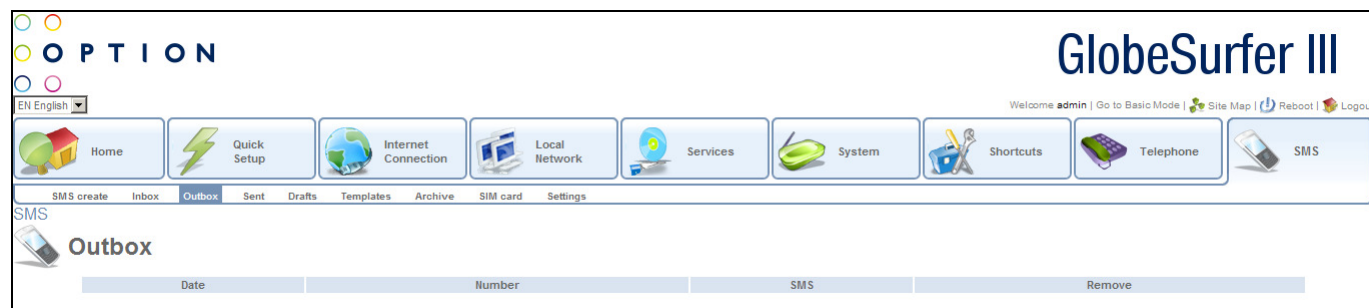 OPTION
GlobeSurfer III
EN English
Welcome admin | Go to Basic Mode | Site Map | Reboot | Logou
Home
Quick Setup
Internet Connection
Local Network
Services
System
Shortcuts
Telephone
SMS
SMS create Inbox Outbox Sent Drafts Templates Archive SIM card Settings
SMS
Outbox
Date Number SMS Remove